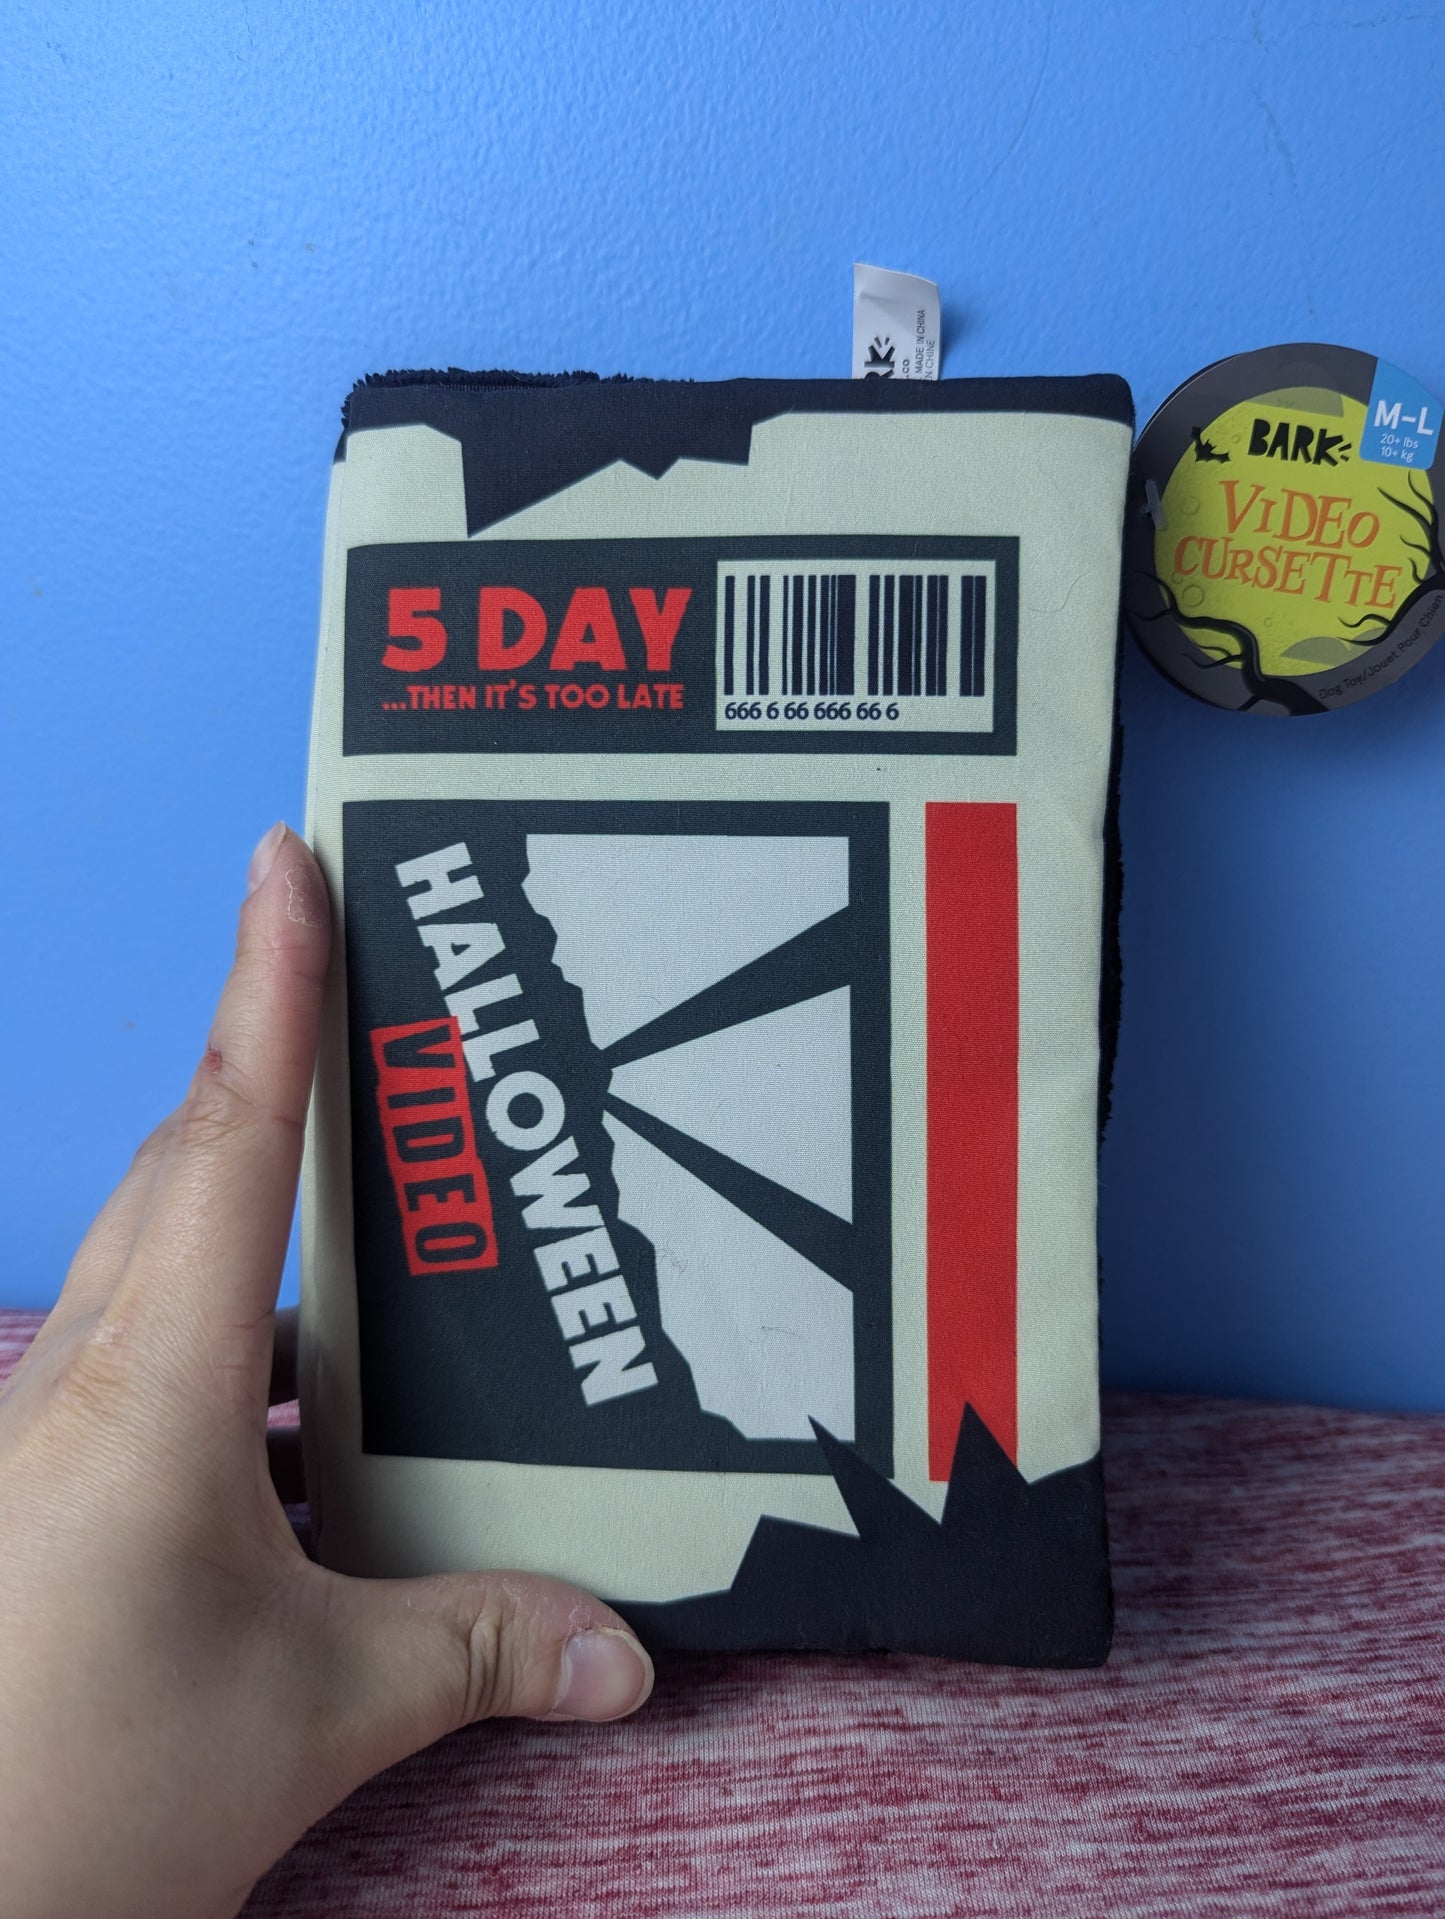 MADE IN CHINA
BARK
M-L
20+ lbs
10+ kg
VIDEO
CURSETTE
Dog Toy/Jouet Pour Chien
5 DAY
...THEN IT'S TOO LATE
666 6 66 666 66 6
HALLOWEEN
VIDEO